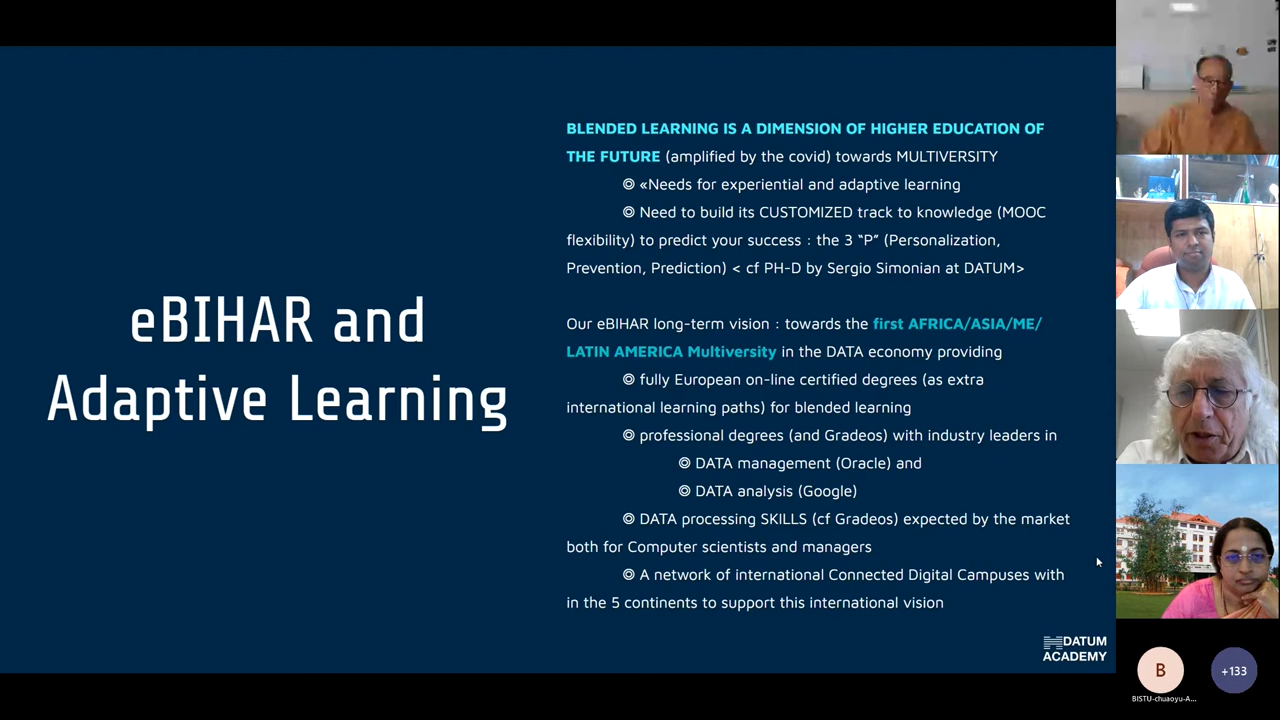 eBIHAR and
Adaptive Learning
BLENDED LEARNING IS A DIMENSION OF HIGHER EDUCATION OF
THE FUTURE (amplified by the covid) towards MULTIVERSITY
◎ «Needs for experiential and adaptive learning
◎ Need to build its CUSTOMIZED track to knowledge (MOOC
flexibility) to predict your success : the 3 “P” (Personalization,
Prevention, Prediction) < cf PH-D by Sergio Simonian at DATUM>
Our eBIHAR long-term vision : towards the first AFRICA/ASIA/ME/
LATIN AMERICA Multiversity in the DATA economy providing
◎ fully European on-line certified degrees (as extra
international learning paths) for blended learning
◎ professional degrees (and Gradeos) with industry leaders in
◎ DATA management (Oracle) and
◎ DATA analysis (Google)
◎ DATA processing SKILLS (cf Gradeos) expected by the market
both for Computer scientists and managers
◎ A network of international Connected Digital Campuses with
in the 5 continents to support this international vision
DATUM
ACADEMY
B
+133
BISTU-chuaoyu-A...